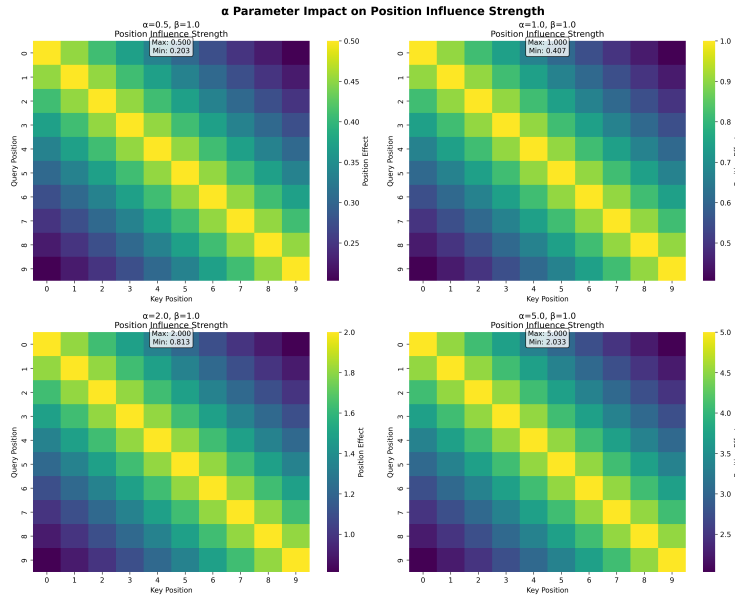 α Parameter Impact on Position Influence Strength
α=0.5, β=1.0
Position Influence Strength
Max: 0.500
Min: 0.203
Query Position
0
1
2
3
4
5
6
7
8
9
0 1 2 3 4 5 6 7 8 9
Key Position
0.50
0.45
0.40
0.35
0.30
0.25
Position Effect
α=1.0, β=1.0
Position Influence Strength
Max: 1.000
Min: 0.407
Query Position
0
1
2
3
4
5
6
7
8
9
0 1 2 3 4 5 6 7 8 9
Key Position
1.0
0.9
0.8
0.7
0.6
0.5
α=2.0, β=1.0
Position Influence Strength
Max: 2.000
Min: 0.813
Query Position
0
1
2
3
4
5
6
7
8
9
0 1 2 3 4 5 6 7 8 9
Key Position
2.0
1.8
1.6
1.4
1.2
1.0
Position Effect
α=5.0, β=1.0
Position Influence Strength
Max: 5.000
Min: 2.033
Query Position
0
1
2
3
4
5
6
7
8
9
0 1 2 3 4 5 6 7 8 9
Key Position
5.0
4.5
4.0
3.5
3.0
2.5